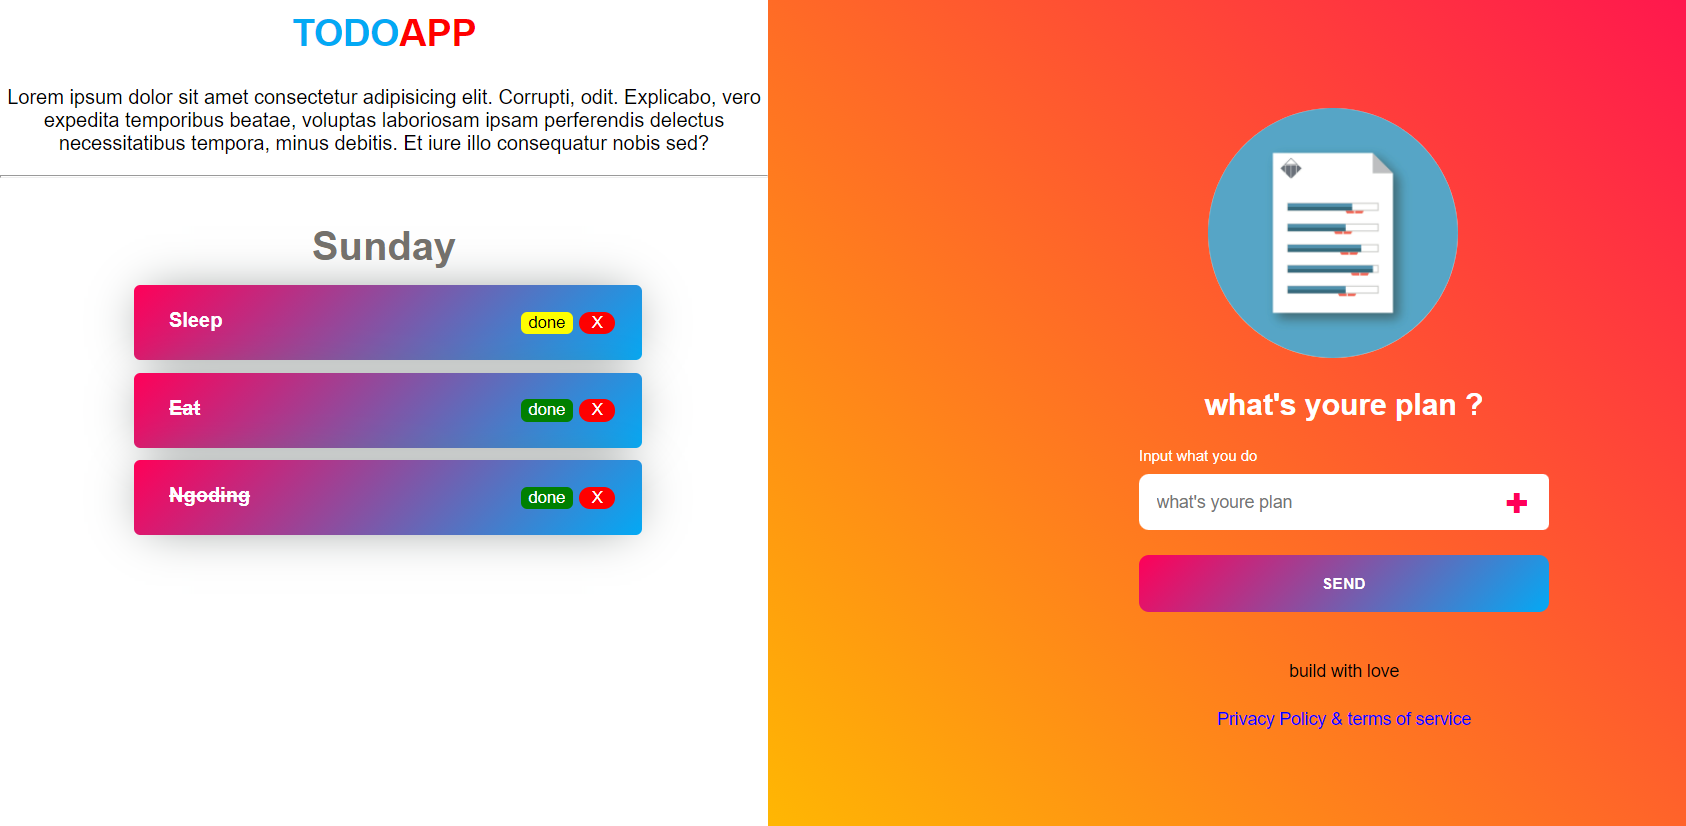 TODOAPP
Lorem ipsum dolor sit amet consectetur adipisicing elit. Corrupti, odit. Explicabo, vero
expedita temporibus beatae, voluptas laboriosam ipsam perferendis delectus
necessitatibus tempora, minus debitis. Et iure illo consequatur nobis sed?
Sunday
Sleep done X
Eat done X
Ngoding done X
what's youre plan ?
Input what you do
what's youre plan
SEND
build with love
Privacy Policy & terms of service